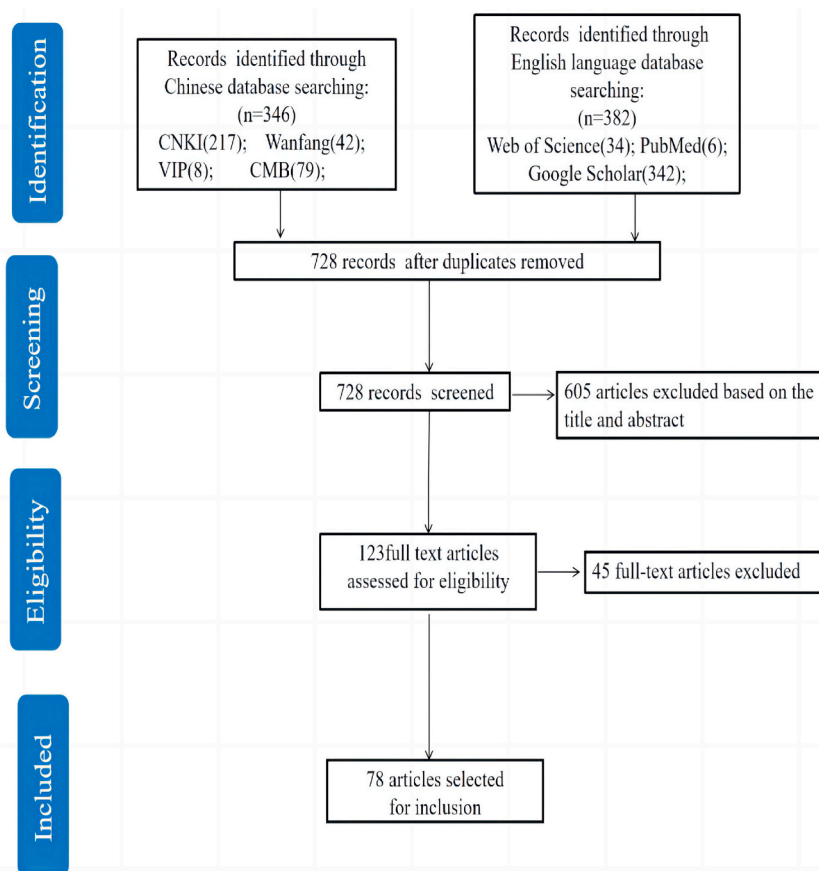 Identification
Records identified through
Chinese database searching:
(n=346)
CNKI(217); Wanfang(42);
VIP(8); CMB(79);
Records identified through
English language database
searching:
(n=382)
Web of Science(34); PubMed(6);
Google Scholar(342);
728 records after duplicates removed
Screening
728 records screened
605 articles excluded based on the
title and abstract
Eligibility
123full text articles
assessed for eligibility
45 full-text articles excluded
Included
78 articles selected
for inclusion